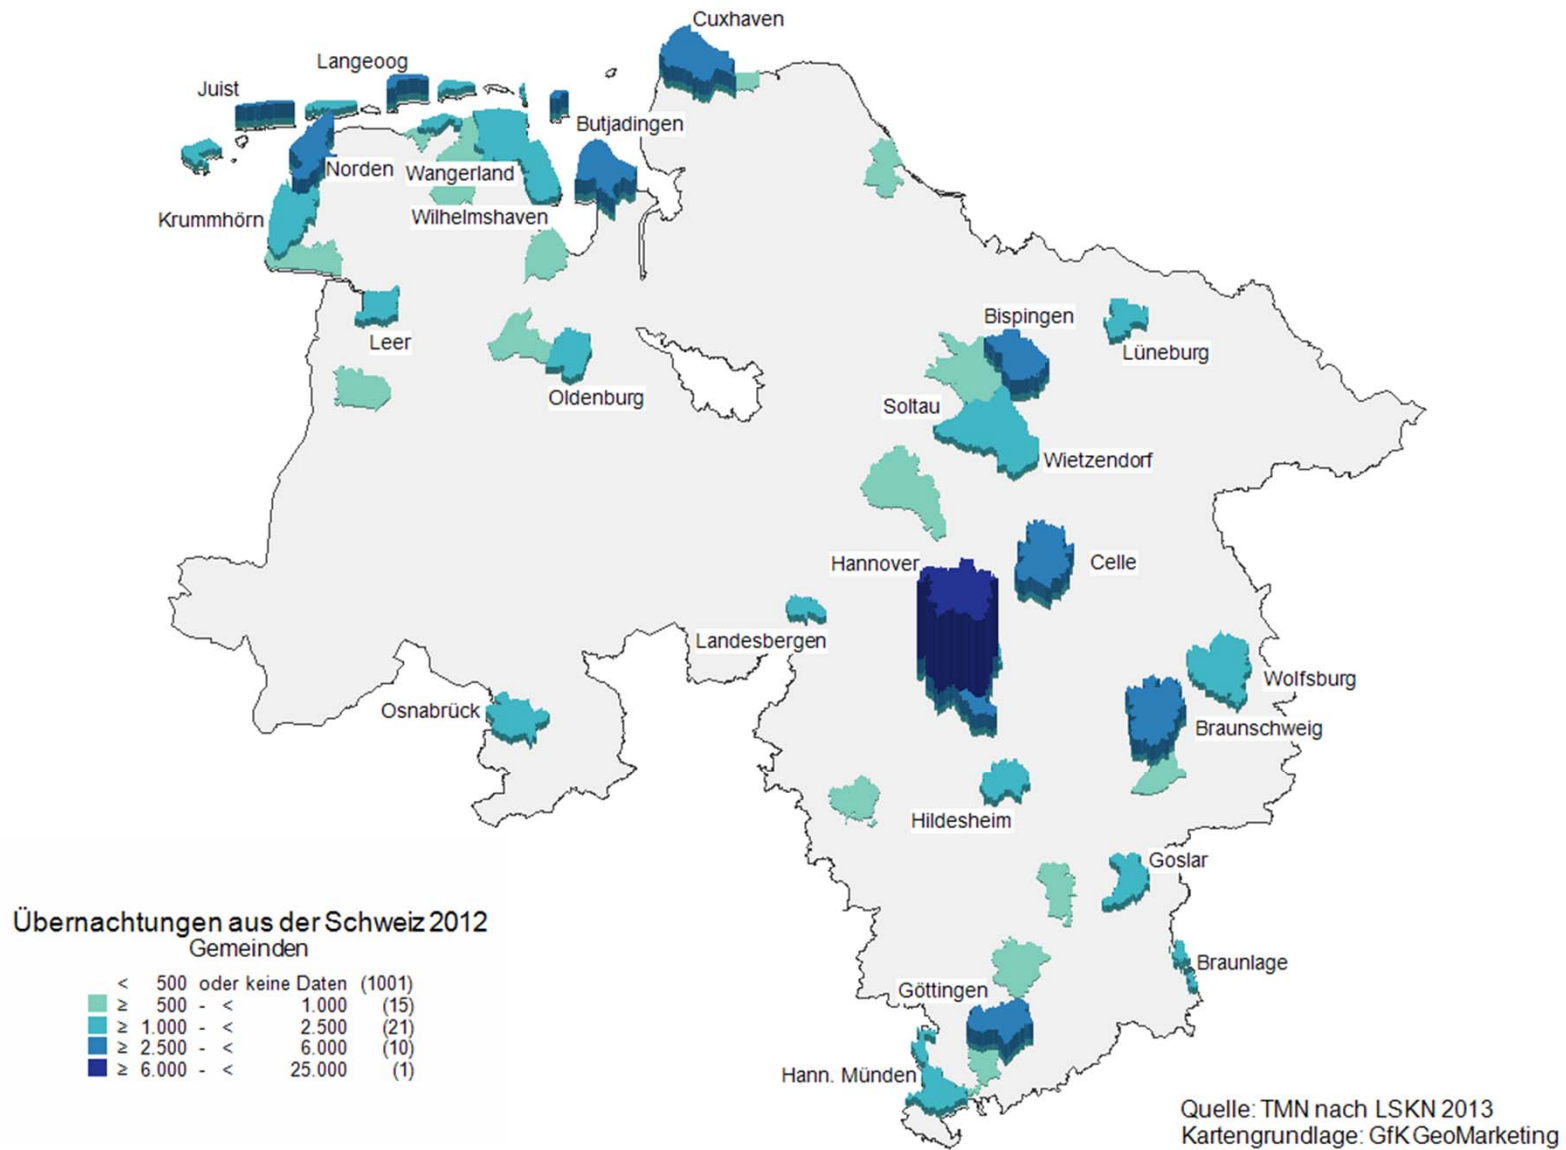 Cuxhaven
Langeoog
Juist
Butjadingen
Norden
Wangerland
Krummhörn
Wilhelmshaven
Bispingen
Leer
Lüneburg
Oldenburg
Soltau
Wietzendorf
Hannover
Celle
Landesbergen
Wolfsburg
Osnabrück
Braunschweig
Hildesheim
Goslar
Braunlage
Göttingen
Hann. Münden
Übernachtungen aus der Schweiz 2012
Gemeinden
< 500 oder keine Daten (1001)
≥ 500 - < 1.000 (15)
≥ 1.000 - < 2.500 (21)
≥ 2.500 - < 6.000 (10)
≥ 6.000 - < 25.000 (1)
Quelle: TMN nach LSKN 2013
Kartengrundlage: GfK GeoMarketing